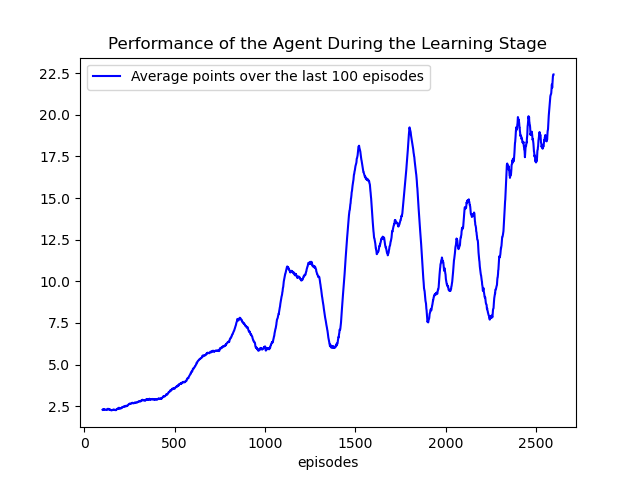 Performance of the Agent During the Learning Stage
Average points over the last 100 episodes
22.5
20.0
17.5
15.0
12.5
10.0
7.5
5.0
2.5
0 500 1000 1500 2000 2500
episodes